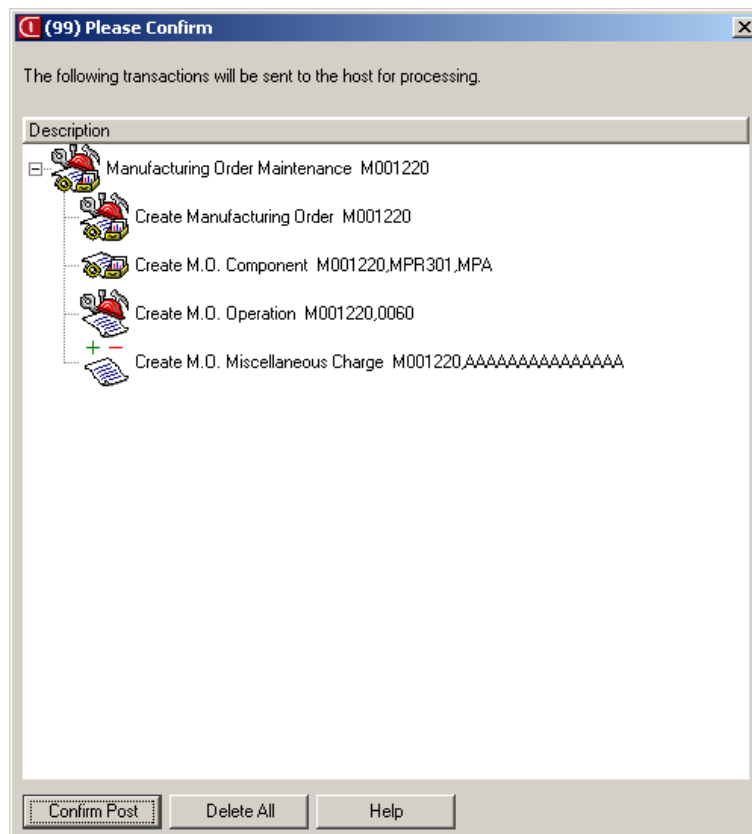 (99) Please Confirm
The following transactions will be sent to the host for processing.
Description
Manufacturing Order Maintenance M001220
Create Manufacturing Order M001220
Create M.O. Component M001220,MPR301,MPA
Create M.O. Operation M001220,0060
Create M.O. Miscellaneous Charge M001220,AAAAAAAAAAAAAAA
Confirm Post Delete All Help